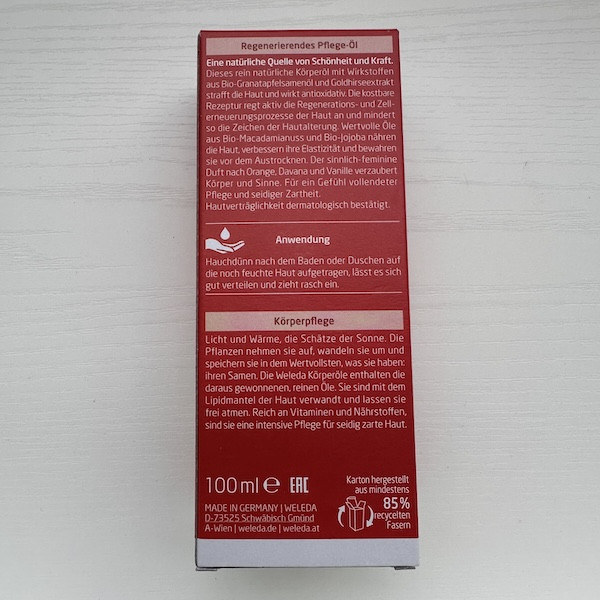 Regenerierendes Pflege-Öl
Eine natürliche Quelle von Schönheit und Kraft.
Dieses rein natürliche Körperöl mit Wirkstoffen
aus Bio-Granatapfelsamenöl und Goldhirseextrakt
strafft die Haut und wirkt antioxidativ. Die kostbare
Rezeptur regt aktiv die Regenerations- und Zell-
erneuerungsprozesse der Haut an und mindert
so die Zeichen der Hautalterung. Wertvolle Öle
aus Bio-Macadamianuss und Bio-Jojoba nähren
die Haut, verbessern ihre Elastizität und bewahren
sie vor dem Austrocknen. Der sinnlich-feminine
Duft nach Orange, Davana und Vanille verzaubert
Körper und Sinne. Für ein Gefühl vollendeter
Pflege und seidiger Zartheit.
Hautverträglichkeit dermatologisch bestätigt.
Anwendung
Hauchdünn nach dem Baden oder Duschen auf
die noch feuchte Haut aufgetragen, lässt es sich
gut verteilen und zieht rasch ein.
Körperpflege
Licht und Wärme, die Schätze der Sonne. Die
Pflanzen nehmen sie auf, wandeln sie um und
speichern sie in dem Wertvollsten, was sie haben:
ihren Samen. Die Weleda Körperöle enthalten die
daraus gewonnenen, reinen Öle. Sie sind mit dem
Lipidmantel der Haut verwandt und lassen sie
frei atmen. Reich an Vitaminen und Nährstoffen,
sind sie eine intensive Pflege für seidig zarte Haut.
100 ml ℮ EAC
MADE IN GERMANY | WELEDA
D-73525 Schwäbisch Gmünd
A-Wien | weleda.de | weleda.at
Karton hergestellt
aus mindestens
85%
recycelten
Fasern